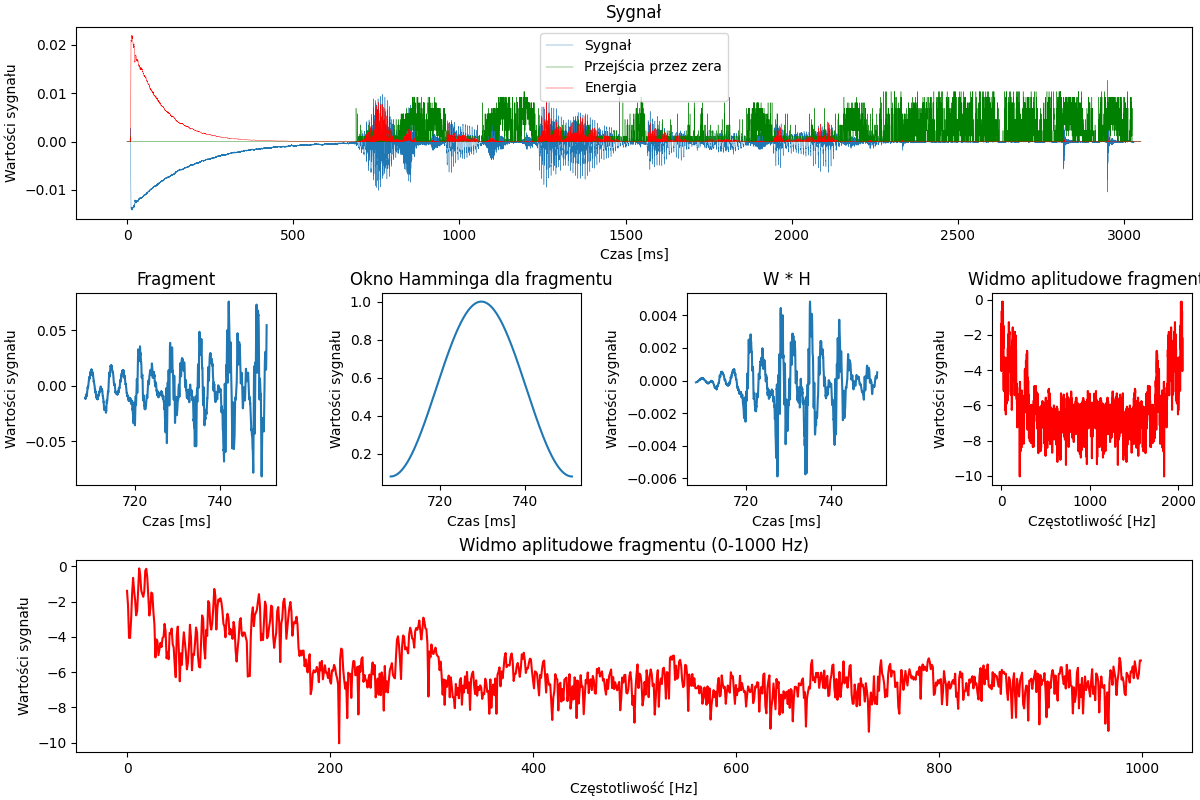 Sygnał
Wartości sygnału
0.02
0.01
0.00
−0.01
Sygnał
Przejścia przez zera
Energia
0 500 1000 1500 2000 2500 3000
Czas [ms]
Fragment
Wartości sygnału
0.05
0.00
−0.05
720 740
Czas [ms]
Okno Hamminga dla fragmentu
Wartości sygnału
1.0
0.8
0.6
0.4
0.2
720 740
Czas [ms]
W * H
Wartości sygnału
0.004
0.002
0.000
−0.002
−0.004
−0.006
720 740
Czas [ms]
Widmo aplitudowe fragment
Wartości sygnału
0
−2
−4
−6
−8
−10
0 1000 2000
Częstotliwość [Hz]
Widmo aplitudowe fragmentu (0-1000 Hz)
Wartości sygnału
0
−2
−4
−6
−8
−10
0 200 400 600 800 1000
Częstotliwość [Hz]